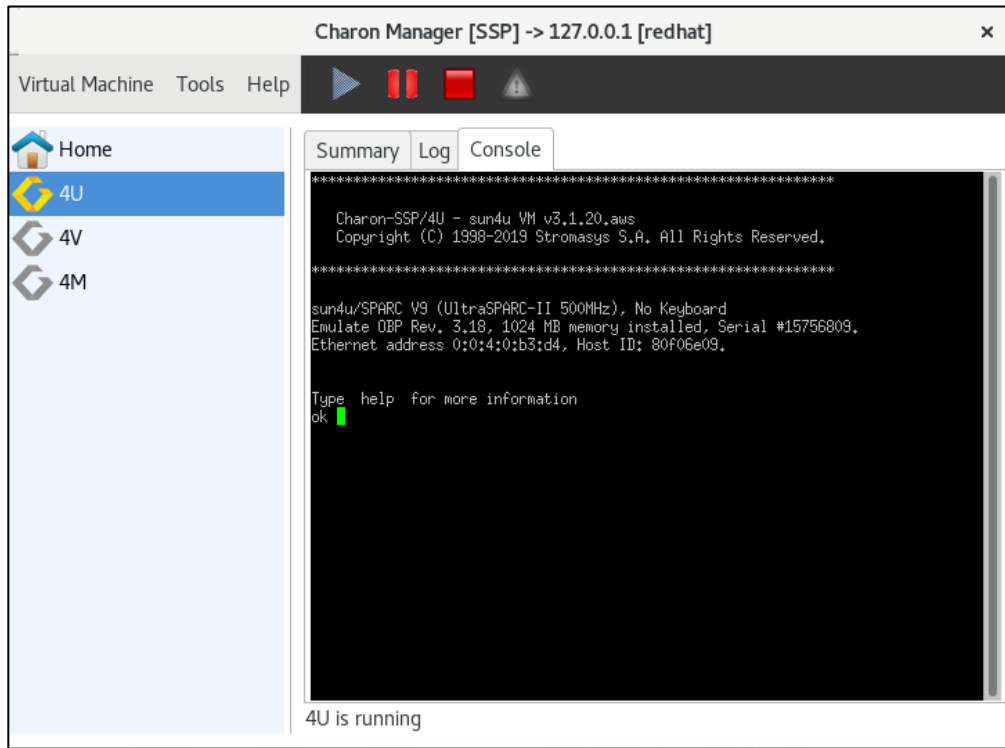 Charon Manager [SSP] -> 127.0.0.1 [redhat] ×
Virtual Machine Tools Help
Home
4U
4V
4M
Summary Log Console
***************************************************************
Charon-SSP/4U - sun4u VM v3.1.20.aws
Copyright (C) 1998-2019 Stromasys S.A. All Rights Reserved.
***************************************************************
sun4u/SPARC V9 (UltraSPARC-II 500MHz), No Keyboard
Emulate OBP Rev. 3.18, 1024 MB memory installed, Serial #15756809.
Ethernet address 0:0:4:0:b3:d4, Host ID: 80f06e09.
Type help for more information
ok
4U is running